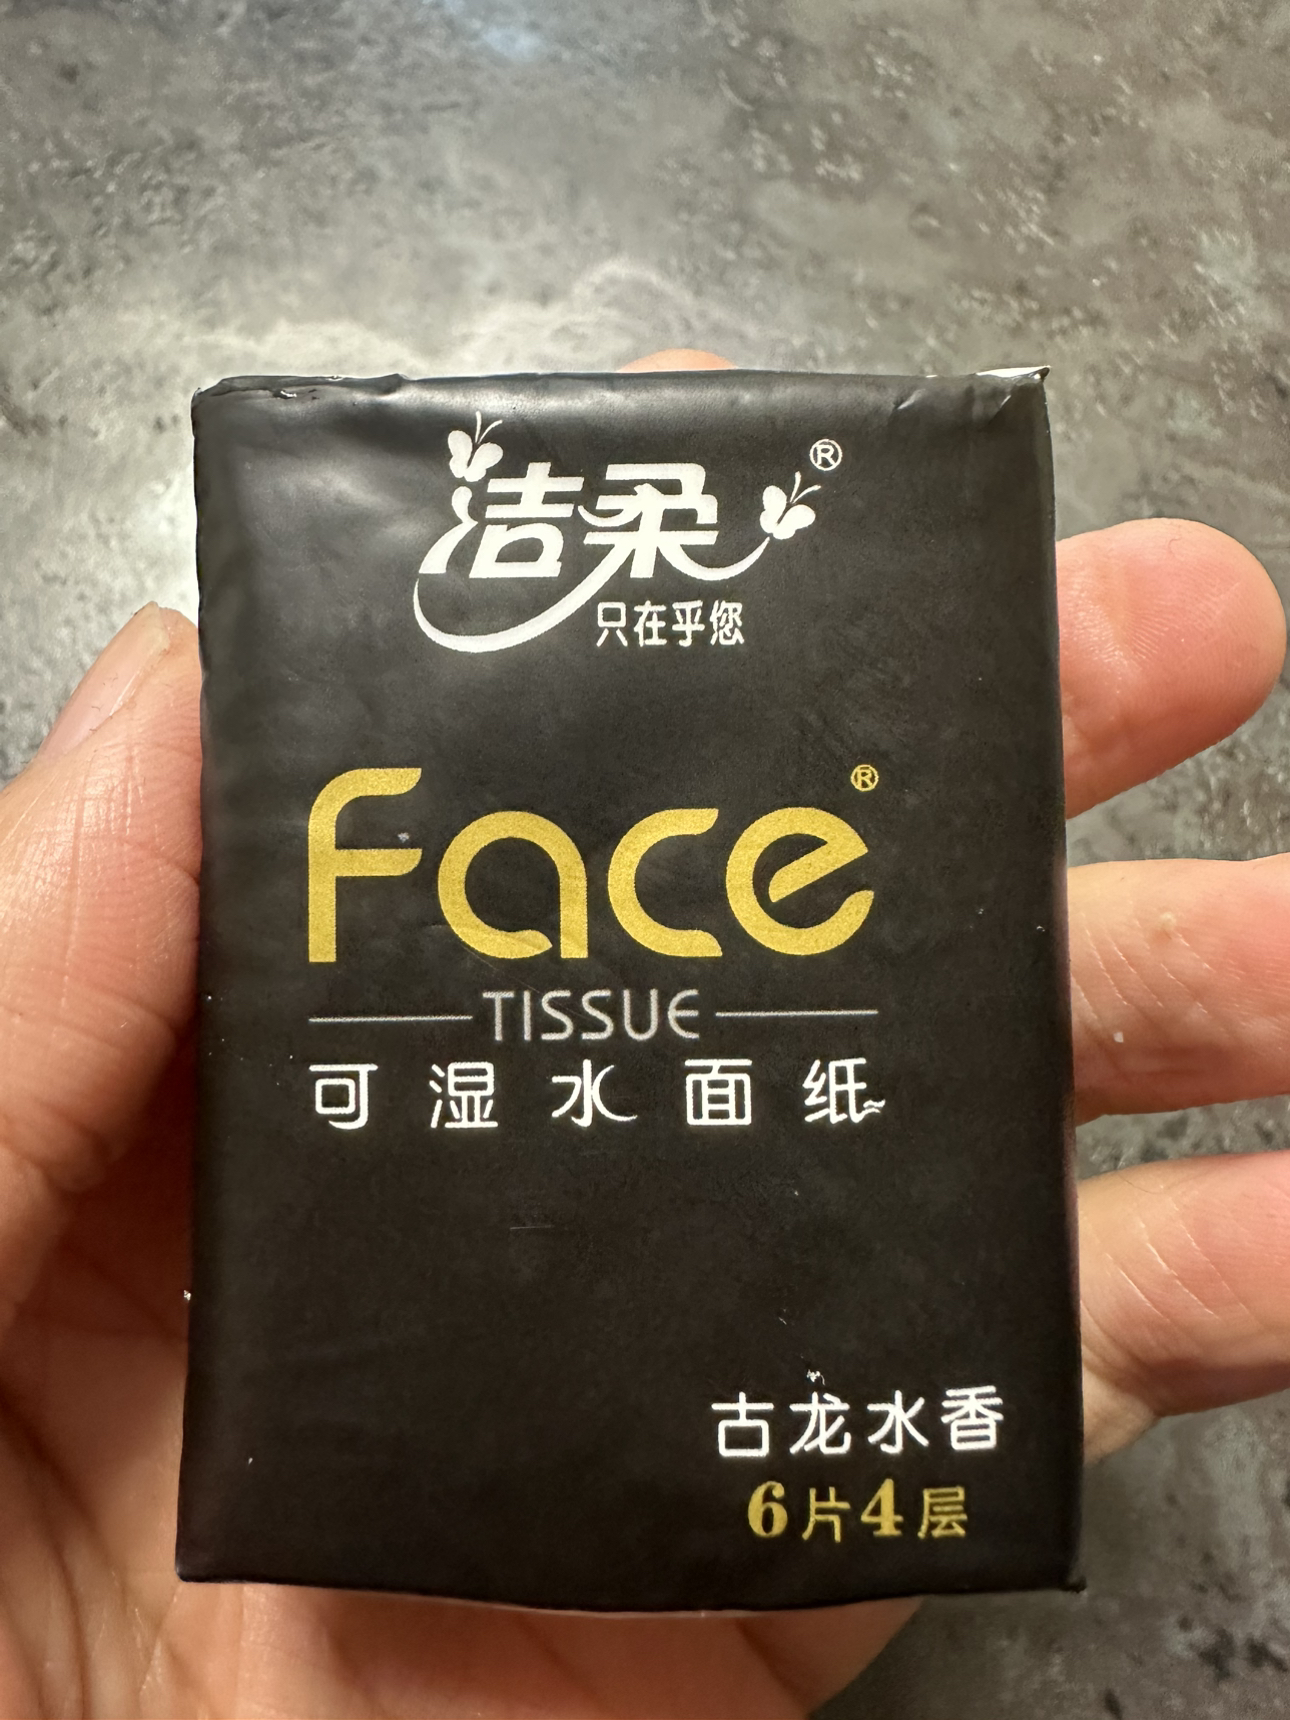 洁柔®
只在乎您
Face®
TISSUE
可湿水面纸
古龙水香
6片4层